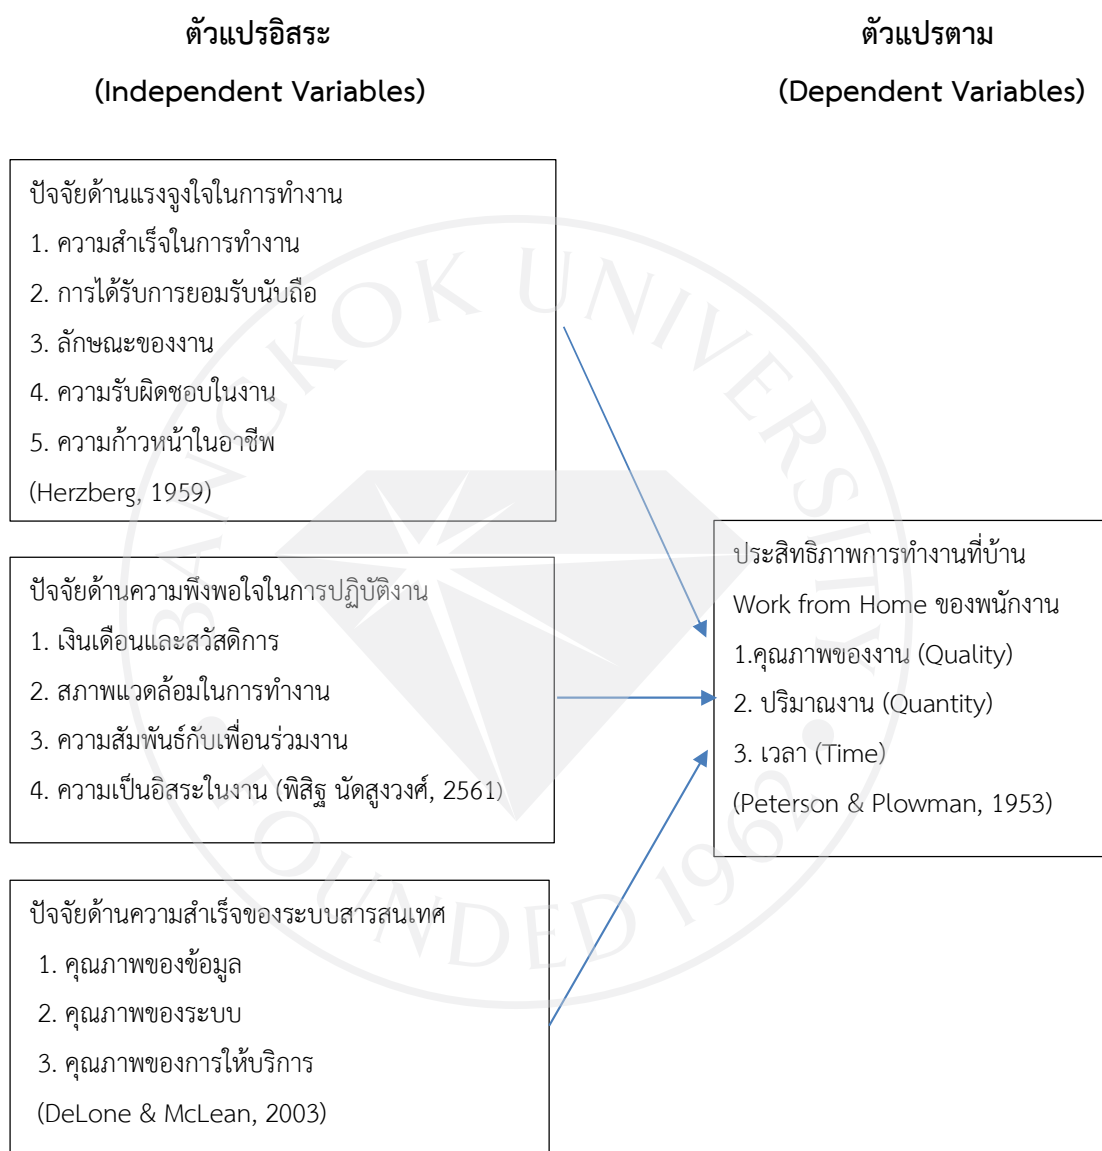 ตัวแปรอิสระ
(Independent Variables)
ตัวแปรตาม
(Dependent Variables)
ปัจจัยด้านแรงจูงใจในการทำงาน
1. ความสำเร็จในการทำงาน
2. การได้รับการยอมรับนับถือ
3. ลักษณะของงาน
4. ความรับผิดชอบในงาน
5. ความก้าวหน้าในอาชีพ
(Herzberg, 1959)
ปัจจัยด้านความพึงพอใจในการปฏิบัติงาน
1. เงินเดือนและสวัสดิการ
2. สภาพแวดล้อมในการทำงาน
3. ความสัมพันธ์กับเพื่อนร่วมงาน
4. ความเป็นอิสระในงาน (พิสิฐ นัดสูงวงศ์, 2561)
ปัจจัยด้านความสำเร็จของระบบสารสนเทศ
1. คุณภาพของข้อมูล
2. คุณภาพของระบบ
3. คุณภาพของการให้บริการ
(DeLone & McLean, 2003)
ประสิทธิภาพการทำงานที่บ้าน
Work from Home ของพนักงาน
1.คุณภาพของงาน (Quality)
2. ปริมาณงาน (Quantity)
3. เวลา (Time)
(Peterson & Plowman, 1953)
BANGKOK UNIVERSITY
FOUNDED 1962